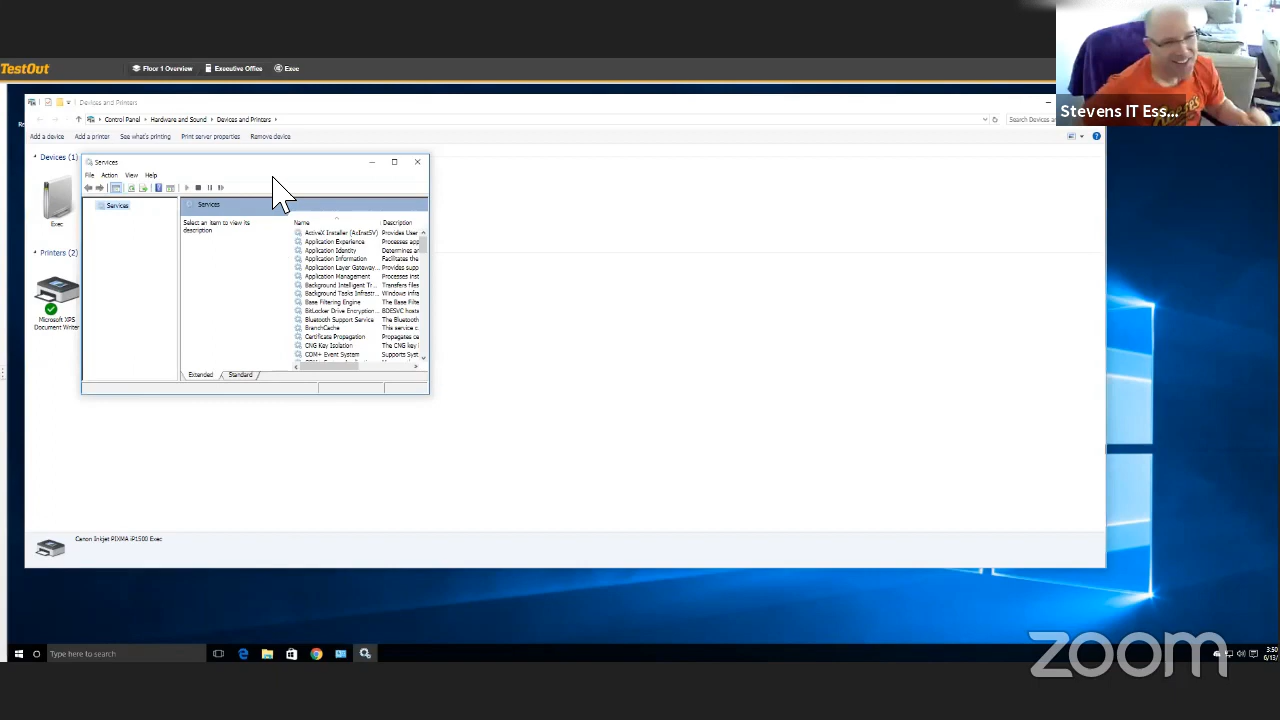 TestOut
Floor 1 Overview
Executive Office
Exec
Stevens IT Ess...
Devices and Printers
Control Panel > Hardware and Sound > Devices and Printers >
Search Devices an
Add a device
Add a printer
See what's printing
Print server properties
Remove device
Devices (1)
Exec
Printers (2)
Microsoft XPS
Document Writer
Services
File Action View Help
Services
Services
Select an item to view its
description
Name Description
ActiveX Installer (AxInstSV) Provides User
Application Experience Processes app
Application Identity Determines an
Application Information Facilitates the
Application Layer Gateway... Provides supp
Application Management Processes inst
Background Intelligent Tr... Transfers files
Background Tasks Infrastr... Windows infra
Base Filtering Engine The Base Filte
BitLocker Drive Encryption... BDESVC hosts
Bluetooth Support Service The Bluetooth
BranchCache This service c
Certificate Propagation Propagates ce
CNG Key Isolation The CNG key i
COM+ Event System Supports Syst
Extended Standard
Canon Inkjet PIXMA iP1500 Exec
Type here to search
3:50
6/13/
zoom